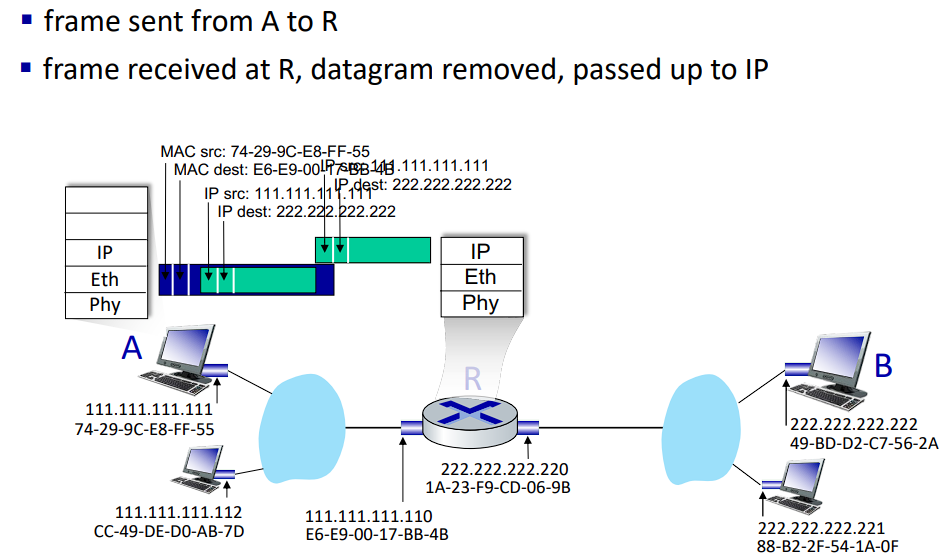 frame sent from A to R
frame received at R, datagram removed, passed up to IP
MAC src: 74-29-9C-E8-FF-55
MAC dest: E6-E9-00-17-BB-4B
IP src: 111.111.111.111
IP dest: 222.222.222.222
IP src: 111.111.111.111
IP dest: 222.222.222.222
IP
Eth
Phy
IP
Eth
Phy
A
R
B
111.111.111.111
74-29-9C-E8-FF-55
222.222.222.222
49-BD-D2-C7-56-2A
222.222.222.220
1A-23-F9-CD-06-9B
111.111.111.112
CC-49-DE-D0-AB-7D
111.111.111.110
E6-E9-00-17-BB-4B
222.222.222.221
88-B2-2F-54-1A-0F